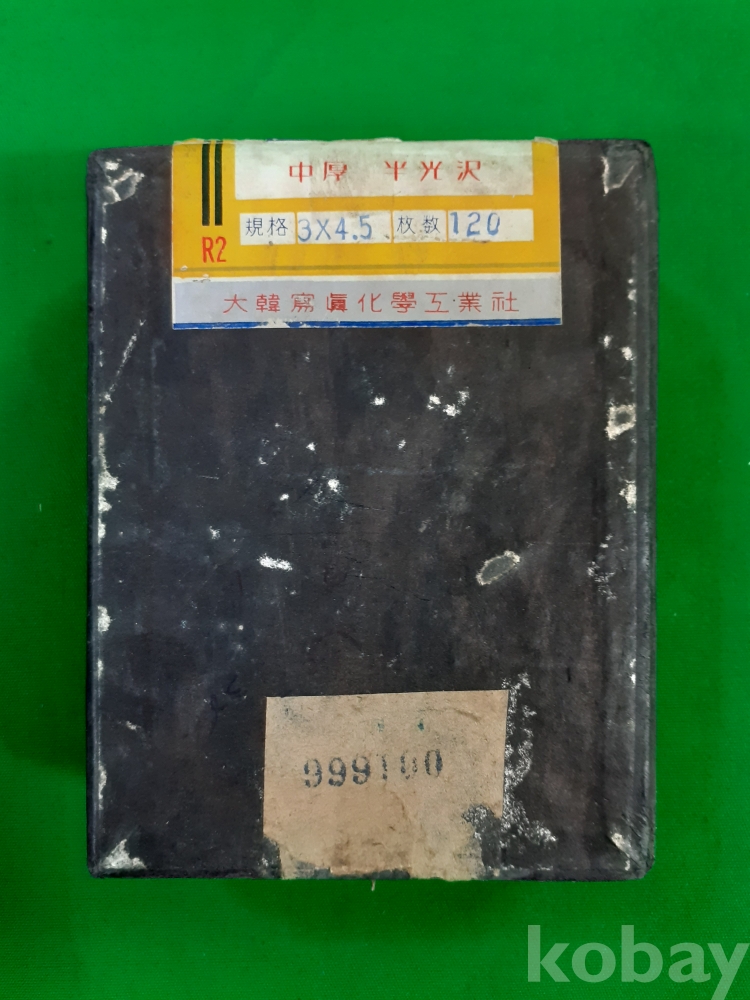 中厚 半光沢
R2
規格 3X4.5 枚数 120
大韓寫眞化學工業社
999100
kobay